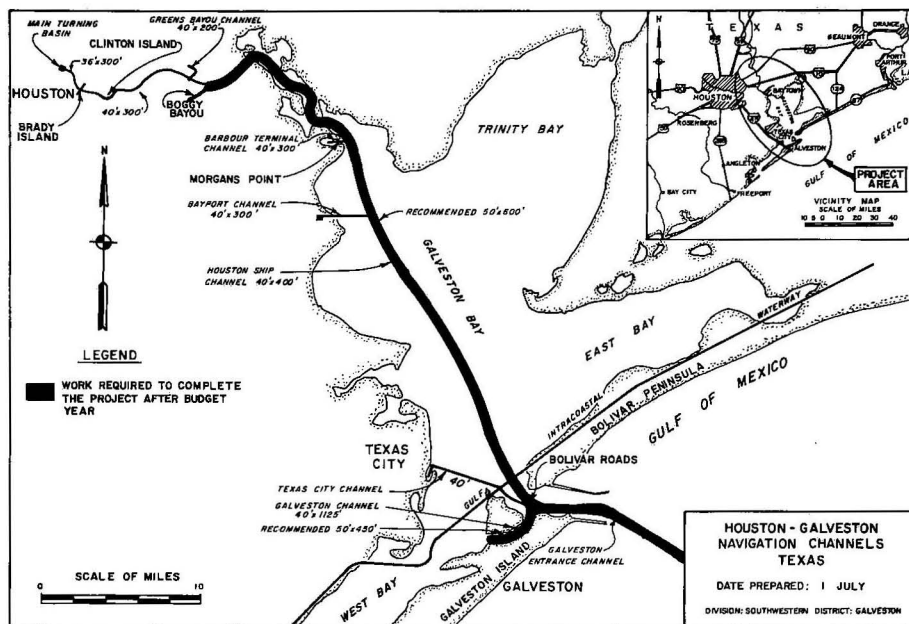 MAIN TURNING
BASIN
GREENS BAYOU CHANNEL
40'x 200'
CLINTON ISLAND
36'x 300'
HOUSTON
BRADY
ISLAND
40'x 300'
BOGGY
BAYOU
BARBOUR TERMINAL
CHANNEL 40'x 300'
TRINITY BAY
MORGANS POINT
BAYPORT CHANNEL
40'x 300'
RECOMMENDED 50'x600'
HOUSTON SHIP
CHANNEL 40'x 400'
GALVESTON BAY
N
LEGEND
WORK REQUIRED TO COMPLETE
THE PROJECT AFTER BUDGET
YEAR
EAST BAY
GULF
INTRACOASTAL
WATERWAY
BOLIVAR PENINSULA
GULF OF MEXICO
BOLIVAR ROADS
TEXAS
CITY
40'
TEXAS CITY CHANNEL
GALVESTON CHANNEL
40'x 1125'
RECOMMENDED 50'x 450'
GALVESTON
ENTRANCE CHANNEL
GALVESTON ISLAND
GALVESTON
WEST BAY
SCALE OF MILES
0 10
N
TEXAS
ORANGE
BEAUMONT
PORT
ARTHUR
LA
HOUSTON
BAYTOWN
ROSENBERG
TEXAS
CITY
GALVESTON
ANGLETON
FREEPORT
BAY CITY
GULF OF MEXICO
PROJECT
AREA
VICINITY MAP
SCALE OF MILES
10 5 0 10 20 30 40
HOUSTON - GALVESTON
NAVIGATION CHANNELS
TEXAS
DATE PREPARED: 1 JULY
DIVISION: SOUTHWESTERN DISTRICT: GALVESTON